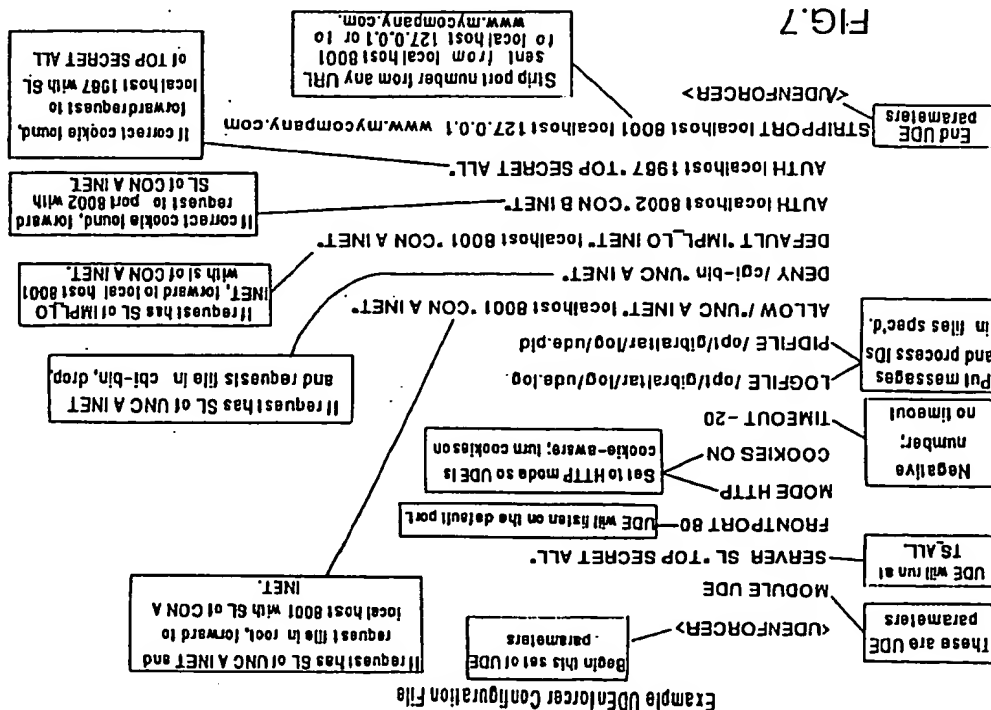 Example UDEnforcer Configuration File
Begin this set of UDE
parameters.
<UDENFORCER>
These are UDE
parameters
MODULE UDE
UDE will run at
TS_ALL
SERVER SL "TOP SECRET ALL"
FRONTPORT 80
UDE will listen on the default port.
MODE HTTP
COOKIES ON
Set to HTTP mode so UDE is
cookie-aware; turn cookies on
Negative
number;
no timeout
TIMEOUT -20
Put messages
and process IDs
in files spec'd.
LOGFILE /opt/gibraltar/log/ude.log
PIDFILE /opt/gibraltar/log/ude.pid
ALLOW / "UNC A INET" localhost 8001 "CON A INET"
If request has SL of UNC A INET and
request file in root, forward to
local host 8001 with SL of CON A
INET.
DENY /cgi-bin "UNC A INET"
If request has SL of UNC A INET
and requests file in cbi-bin, drop,
DEFAULT "IMPL_LO INET" localhost 8001 "CON A INET"
If request has SL of IMPL_LO
INET, forward to local host 8001
with sl of CON A INET.
AUTH localhost 8002 "CON B INET"
If correct cookie found, forward
request to port 8002 with
SL of CON A INET
AUTH localhost 1987 "TOP SECRET ALL"
If correct cookie found,
forward request to
local host 1987 with SL
of TOP SECRET ALL
STRIPPORT localhost 8001 localhost 127.0.0.1 www.mycompany.com
Strip port number from any URL
sent from local host 8001
to local host 127.0.0.1 or to
www.mycompany.com.
End UDE
parameters
</UDENFORCER>
FIG.7